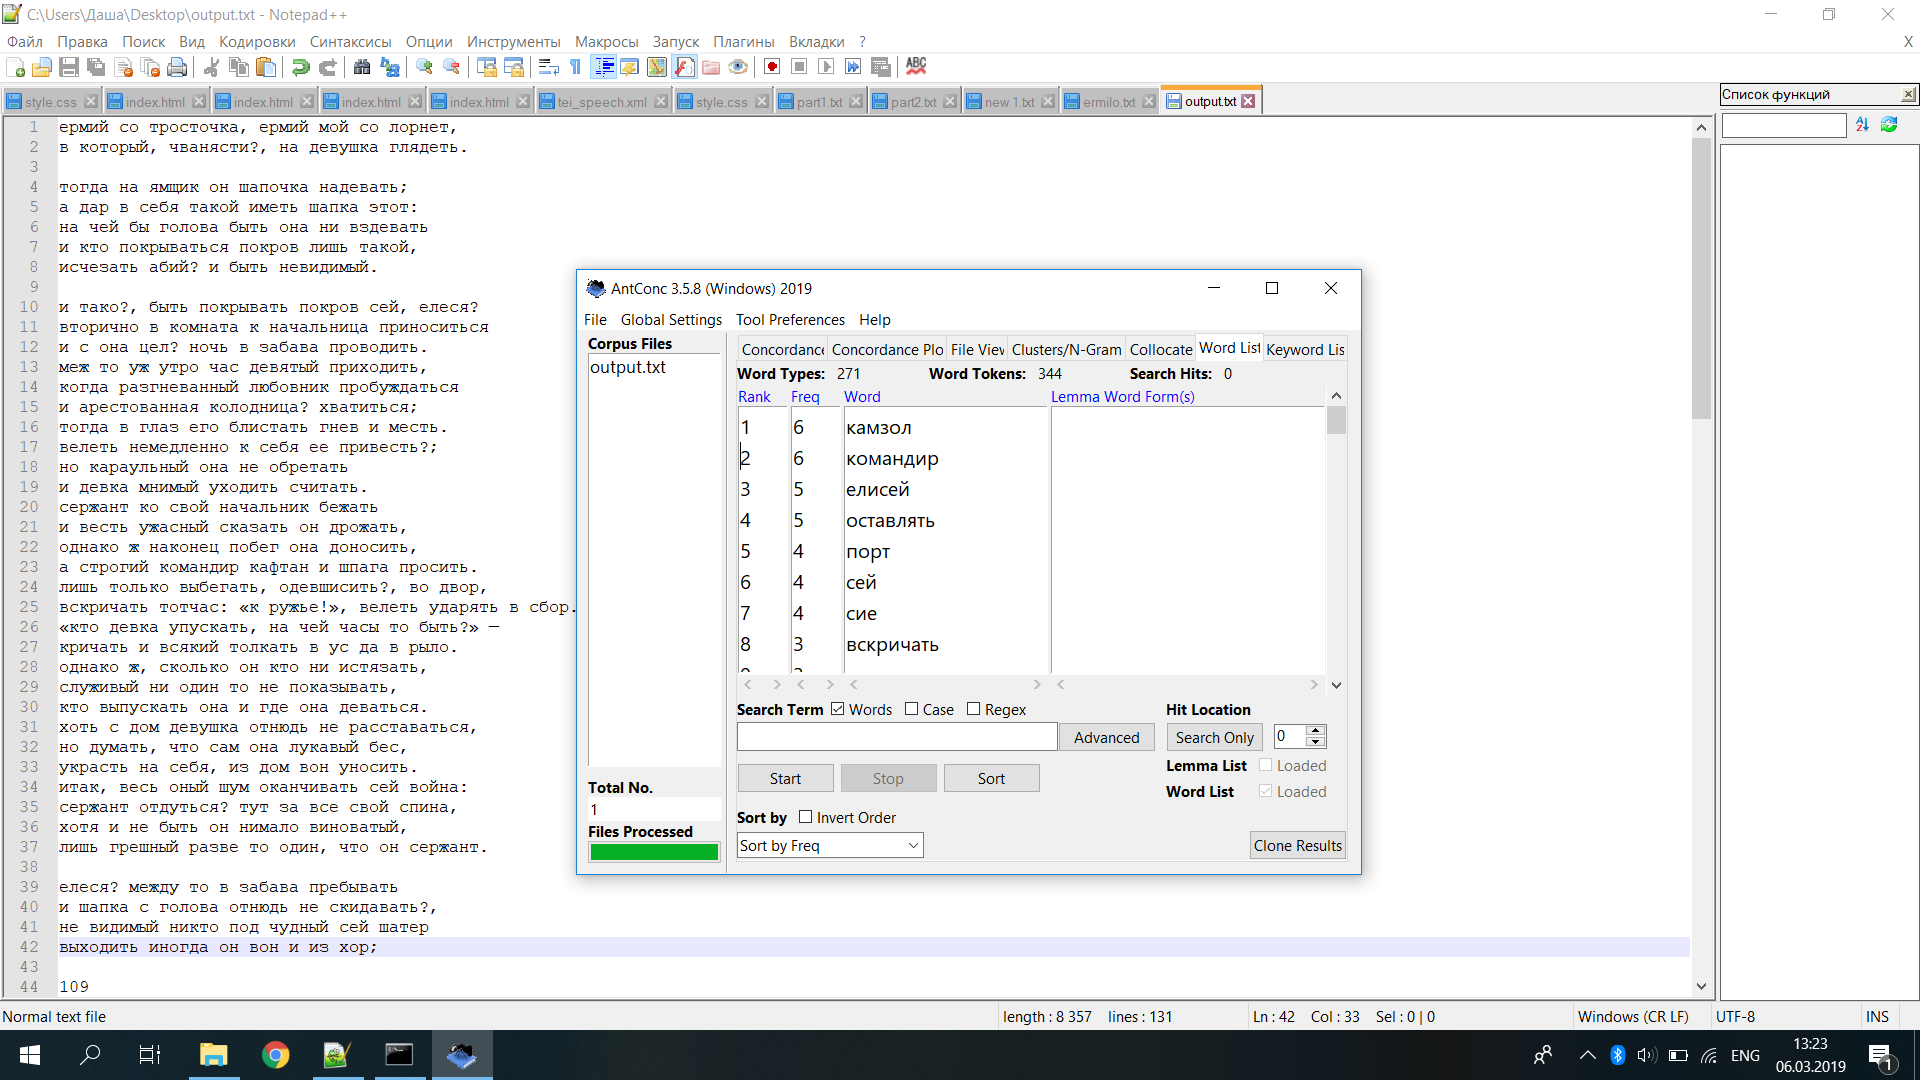 C:\Users\Даша\Desktop\output.txt - Notepad++
Файл Правка Поиск Вид Кодировки Синтаксисы Опции Инструменты Макросы Запуск Плагины Вкладки ? X
style.css index.html index.html index.html index.html tei_speech.xml style.css part1.txt part2.txt new 1.txt ermilo.txt output.txt
Список функций
1 ермий со тросточка, ермий мой со лорнет,
2 в который, чванясти?, на девушка глядеть.
3
4 тогда на ямщик он шапочка надевать;
5 а дар в себя такой иметь шапка этот:
6 на чей бы голова быть она ни вздевать
7 и кто покрываться покров лишь такой,
8 исчезать абий? и быть невидимый.
9
10 и тако?, быть покрывать покров сей, елеся?
11 вторично в комната к начальница приноситься
12 и с она цел? ночь в забава проводить.
13 меж то уж утро час девятый приходить,
14 когда разгневанный любовник пробуждаться
15 и арестованная колодница? хватиться;
16 тогда в глаз его блистать гнев и месть.
17 велеть немедленно к себя ее привесть?;
18 но караульный она не обретать
19 и девка мнимый уходить считать.
20 сержант ко свой начальник бежать
21 и весть ужасный сказать он дрожать,
22 однако ж наконец побег она доносить,
23 а строгий командир кафтан и шпага просить.
24 лишь только выбегать, одевшисить?, во двор,
25 вскричать тотчас: «к ружье!», велеть ударять в сбор.
26 «кто девка упускать, на чей часы то быть?» —
27 кричать и всякий толкать в ус да в рыло.
28 однако ж, сколько он кто ни истязать,
29 служивый ни один то не показывать,
30 кто выпускать она и где она деваться.
31 хоть с дом девушка отнюдь не расставаться,
32 но думать, что сам она лукавый бес,
33 украсть на себя, из дом вон уносить.
34 итак, весь оный шум оканчивать сей война:
35 сержант отдуться? тут за все свой спина,
36 хотя и не быть он нимало виноватый,
37 лишь грешный разве то один, что он сержант.
38
39 елеся? между то в забава пребывать
40 и шапка с голова отнюдь не скидавать?,
41 не видимый никто под чудный сей шатер
42 выходить иногда он вон и из хор;
43
44 109
AntConc 3.5.8 (Windows) 2019
File Global Settings Tool Preferences Help
Corpus Files
output.txt
Total No.
1
Files Processed
Concordance Concordance Plo File View Clusters/N-Gram Collocate Word List Keyword Lis
Word Types: 271 Word Tokens: 344 Search Hits: 0
Rank Freq Word Lemma Word Form(s)
1 6 камзол
2 6 командир
3 5 елисей
4 5 оставлять
5 4 порт
6 4 сей
7 4 сие
8 3 вскричать
Search Term Words Case Regex Hit Location
Advanced Search Only 0
Start Stop Sort
Lemma List Loaded
Word List Loaded
Sort by Invert Order
Sort by Freq
Clone Results
Normal text file length : 8 357 lines : 131 Ln : 42 Col : 33 Sel : 0 | 0 Windows (CR LF) UTF-8 INS
ENG
13:23
06.03.2019
1